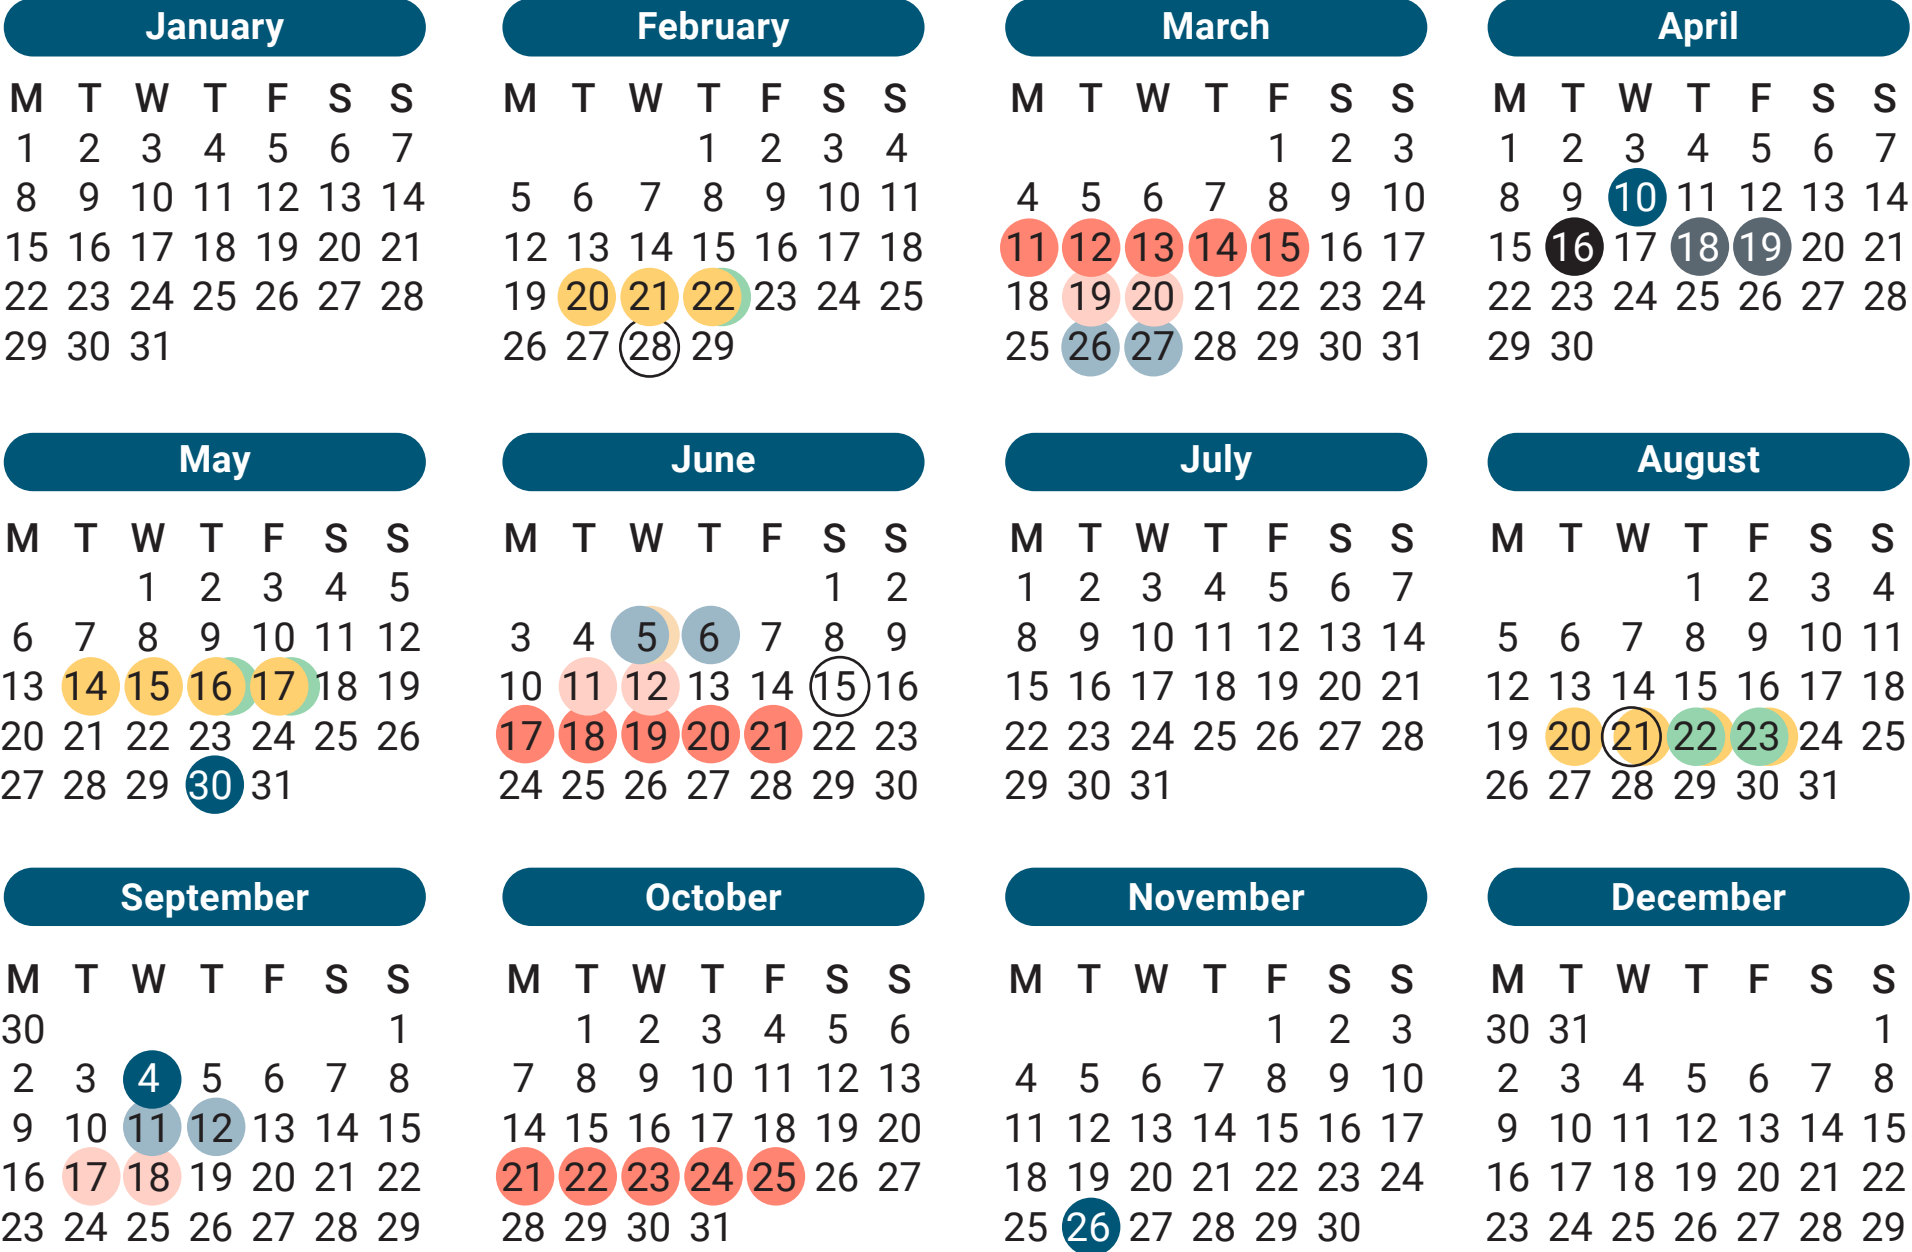 January
M T W T F S S
1 2 3 4 5 6 7
8 9 10 11 12 13 14
15 16 17 18 19 20 21
22 23 24 25 26 27 28
29 30 31
February
M T W T F S S
1 2 3 4
5 6 7 8 9 10 11
12 13 14 15 16 17 18
19 20 21 22 23 24 25
26 27 28 29
March
M T W T F S S
1 2 3
4 5 6 7 8 9 10
11 12 13 14 15 16 17
18 19 20 21 22 23 24
25 26 27 28 29 30 31
April
M T W T F S S
1 2 3 4 5 6 7
8 9 10 11 12 13 14
15 16 17 18 19 20 21
22 23 24 25 26 27 28
29 30
May
M T W T F S S
1 2 3 4 5
6 7 8 9 10 11 12
13 14 15 16 17 18 19
20 21 22 23 24 25 26
27 28 29 30 31
June
M T W T F S S
1 2
3 4 5 6 7 8 9
10 11 12 13 14 15 16
17 18 19 20 21 22 23
24 25 26 27 28 29 30
July
M T W T F S S
1 2 3 4 5 6 7
8 9 10 11 12 13 14
15 16 17 18 19 20 21
22 23 24 25 26 27 28
29 30 31
August
M T W T F S S
1 2 3 4
5 6 7 8 9 10 11
12 13 14 15 16 17 18
19 20 21 22 23 24 25
26 27 28 29 30 31
September
M T W T F S S
30 1
2 3 4 5 6 7 8
9 10 11 12 13 14 15
16 17 18 19 20 21 22
23 24 25 26 27 28 29
October
M T W T F S S
1 2 3 4 5 6
7 8 9 10 11 12 13
14 15 16 17 18 19 20
21 22 23 24 25 26 27
28 29 30 31
November
M T W T F S S
1 2 3
4 5 6 7 8 9 10
11 12 13 14 15 16 17
18 19 20 21 22 23 24
25 26 27 28 29 30
December
M T W T F S S
30 31 1
2 3 4 5 6 7 8
9 10 11 12 13 14 15
16 17 18 19 20 21 22
23 24 25 26 27 28 29